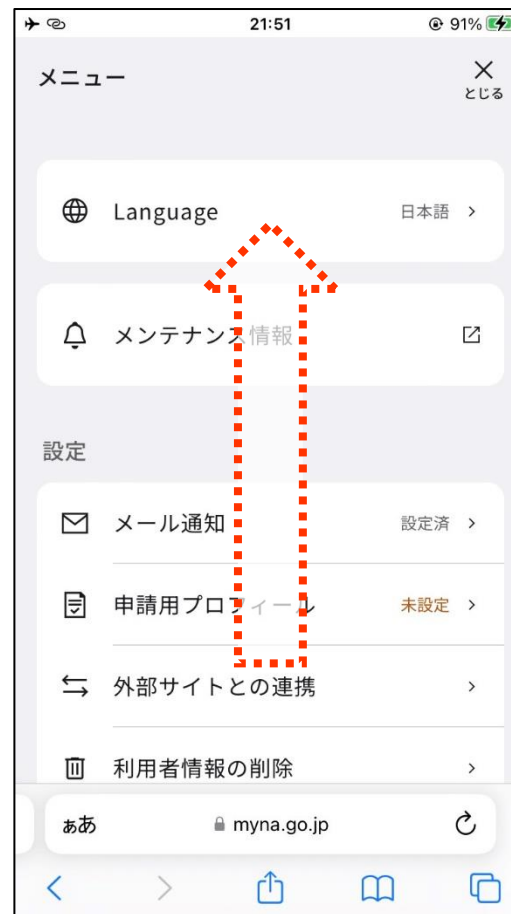 21:51
91%
メニュー
とじる
Language
日本語
メンテナンス情報
設定
メール通知
設定済
申請用プロフィール
未設定
外部サイトとの連携
利用者情報の削除
ぁあ
myna.go.jp